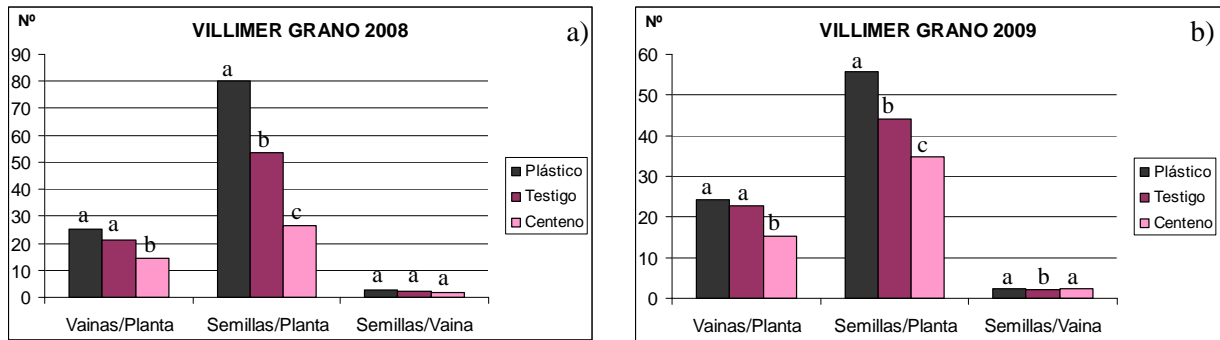 Nº
VILLIMER GRANO 2008
a)
90
80
70
60
50
40
30
20
10
0
a a b
a b c
a a a
Vainas/Planta Semillas/Planta Semillas/Vaina
Plástico
Testigo
Centeno
Nº
VILLIMER GRANO 2009
b)
60
50
40
30
20
10
0
a a b
a b c
a b a
Vainas/Planta Semillas/Planta Semillas/Vaina
Plástico
Testigo
Centeno